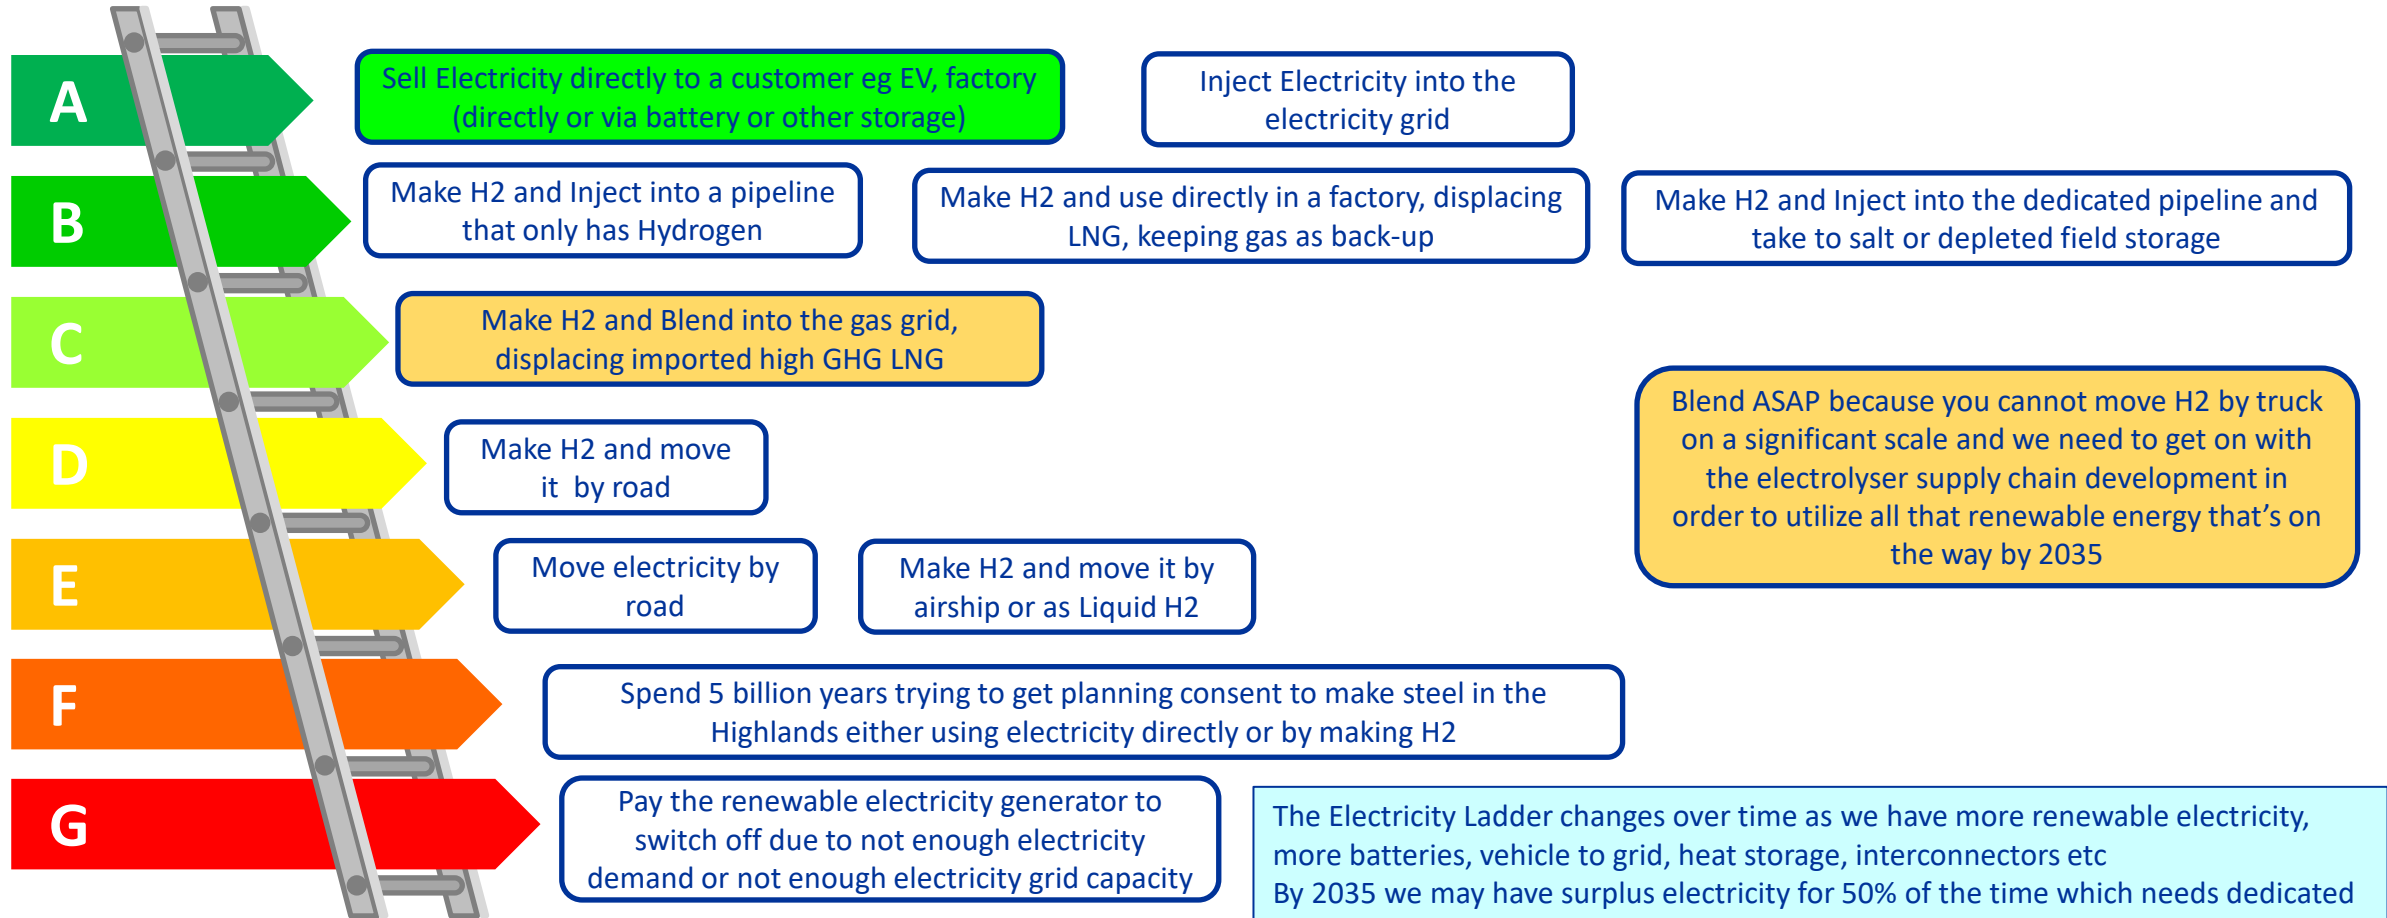 A
Sell Electricity directly to a customer eg EV, factory
(directly or via battery or other storage)
Inject Electricity into the
electricity grid
B
Make H2 and Inject into a pipeline
that only has Hydrogen
Make H2 and use directly in a factory, displacing
LNG, keeping gas as back-up
Make H2 and Inject into the dedicated pipeline and
take to salt or depleted field storage
C
Make H2 and Blend into the gas grid,
displacing imported high GHG LNG
Blend ASAP because you cannot move H2 by truck
on a significant scale and we need to get on with
the electrolyser supply chain development in
order to utilize all that renewable energy that’s on
the way by 2035
D
Make H2 and move
it  by road
E
Move electricity by
road
Make H2 and move it by
airship or as Liquid H2
F
Spend 5 billion years trying to get planning consent to make steel in the
Highlands either using electricity directly or by making H2
G
Pay the renewable electricity generator to
switch off due to not enough electricity
demand or not enough electricity grid capacity
The Electricity Ladder changes over time as we have more renewable electricity,
more batteries, vehicle to grid, heat storage, interconnectors etc
By 2035 we may have surplus electricity for 50% of the time which needs dedicated